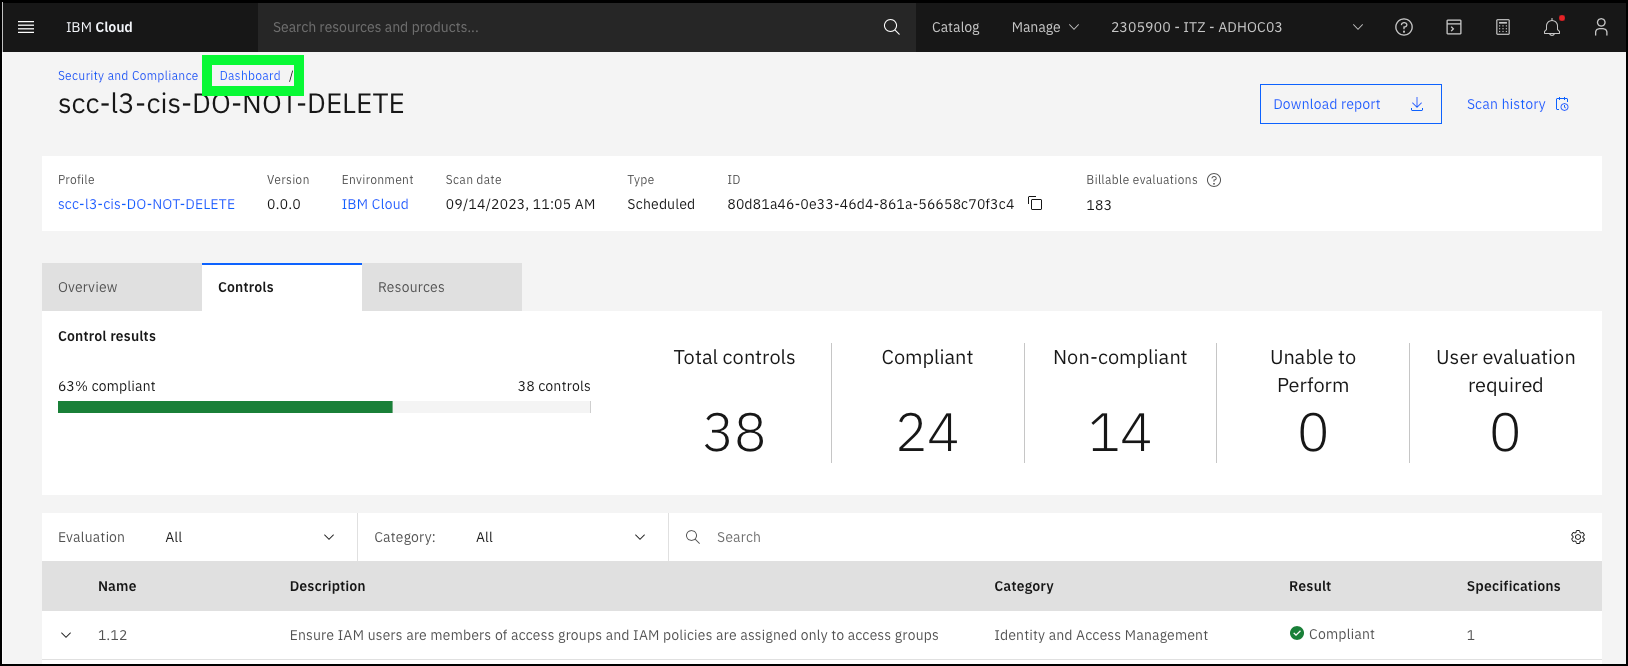 IBM Cloud Search resources and products... Catalog Manage 2305900 - ITZ - ADHOC03
Security and Compliance Dashboard /
scc-l3-cis-DO-NOT-DELETE
Download report Scan history
Profile Version Environment Scan date Type ID Billable evaluations
scc-l3-cis-DO-NOT-DELETE 0.0.0 IBM Cloud 09/14/2023, 11:05 AM Scheduled 80d81a46-0e33-46d4-861a-56658c70f3c4 183
Overview Controls Resources
Control results
63% compliant 38 controls
Total controls
38
Compliant
24
Non-compliant
14
Unable to
Perform
0
User evaluation
required
0
Evaluation All Category: All Search
Name Description Category Result Specifications
1.12 Ensure IAM users are members of access groups and IAM policies are assigned only to access groups Identity and Access Management Compliant 1